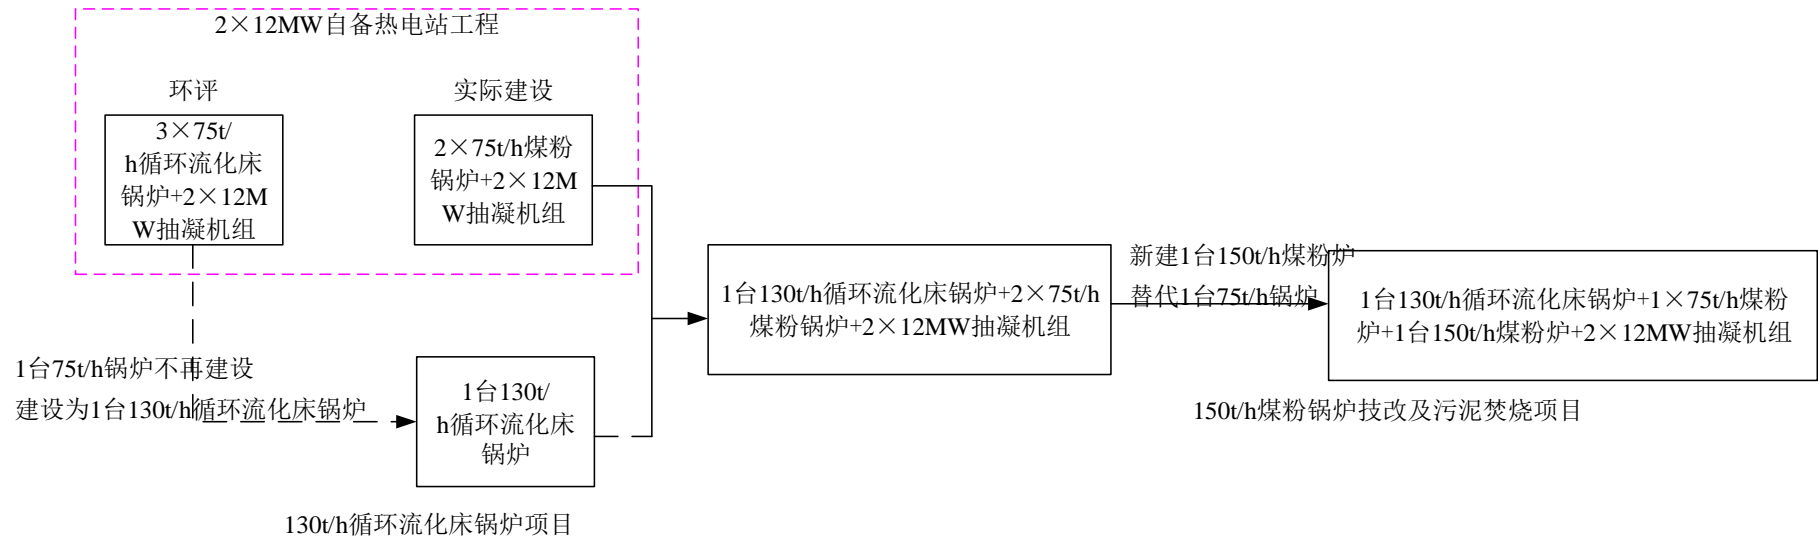 2×12MW自备热电站工程
环评
实际建设
3×75t/
h循环流化床
锅炉+2×12M
W抽凝机组
2×75t/h煤粉
锅炉+2×12M
W抽凝机组
1台75t/h锅炉不再建设
建设为1台130t/h循环流化床锅炉
1台130t/
h循环流化床
锅炉
130t/h循环流化床锅炉项目
1台130t/h循环流化床锅炉+2×75t/h
煤粉锅炉+2×12MW抽凝机组
新建1台150t/h煤粉炉
替代1台75t/h锅炉
1台130t/h循环流化床锅炉+1×75t/h煤粉
炉+1台150t/h煤粉炉+2×12MW抽凝机组
150t/h煤粉锅炉技改及污泥焚烧项目